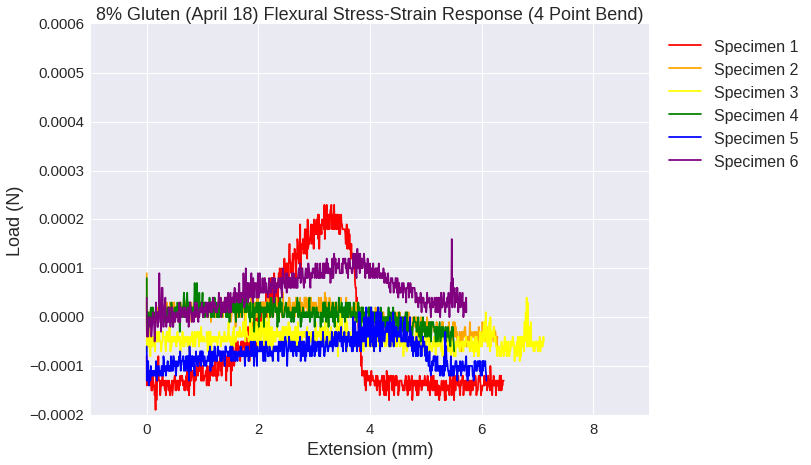 8% Gluten (April 18) Flexural Stress-Strain Response (4 Point Bend)
0.0006
0.0005
0.0004
0.0003
0.0002
0.0001
0.0000
−0.0001
−0.0002
Load (N)
0 2 4 6 8
Extension (mm)
Specimen 1
Specimen 2
Specimen 3
Specimen 4
Specimen 5
Specimen 6